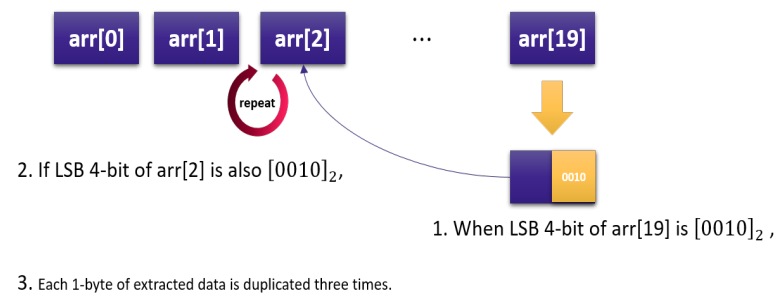 arr[0] arr[1] arr[2] ... arr[19]
repeat
2. If LSB 4-bit of arr[2] is also [0010]₂,
0010
1. When LSB 4-bit of arr[19] is [0010]₂ ,
3. Each 1-byte of extracted data is duplicated three times.